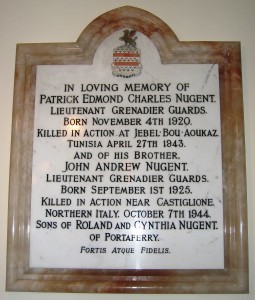 IN LOVING MEMORY OF
PATRICK EDMOND CHARLES NUGENT.
LIEUTENANT GRENADIER GUARDS.
BORN NOVEMBER 4TH 1920.
KILLED IN ACTION AT JEBEL·BOU·AOUKAZ.
TUNISIA APRIL 27TH 1943.
AND OF HIS BROTHER,
JOHN ANDREW NUGENT.
LIEUTENANT GRENADIER GUARDS.
BORN SEPTEMBER 1ST 1925.
KILLED IN ACTION NEAR CASTIGLIONE.
NORTHERN ITALY. OCTOBER 7TH 1944.
SONS OF ROLAND AND CYNTHIA NUGENT.
OF PORTAFERRY.
FORTIS ATQUE FIDELIS.